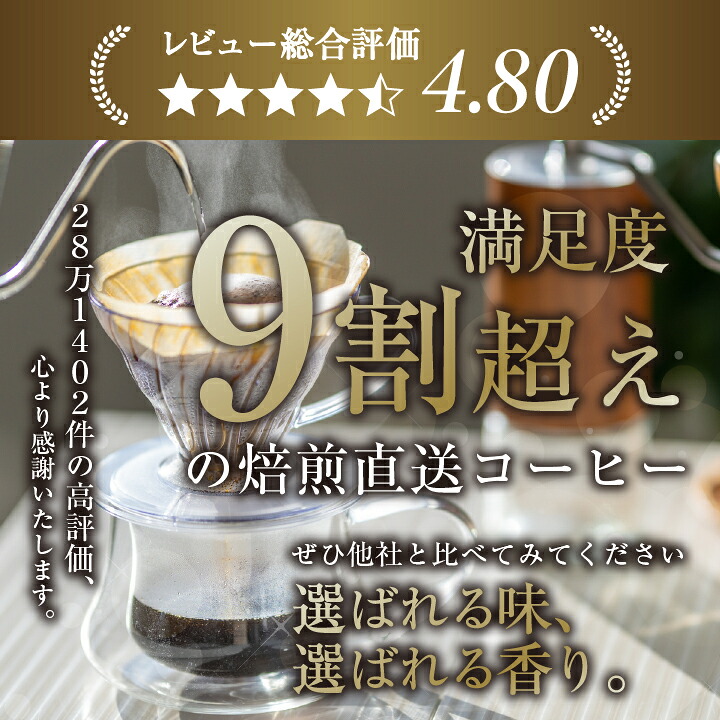 レビュー総合評価
4.80
満足度
9割超え
の焙煎直送コーヒー
28万1402件の高評価、
心より感謝いたします。
ぜひ他社と比べてみてください
選ばれる味、
選ばれる香り。